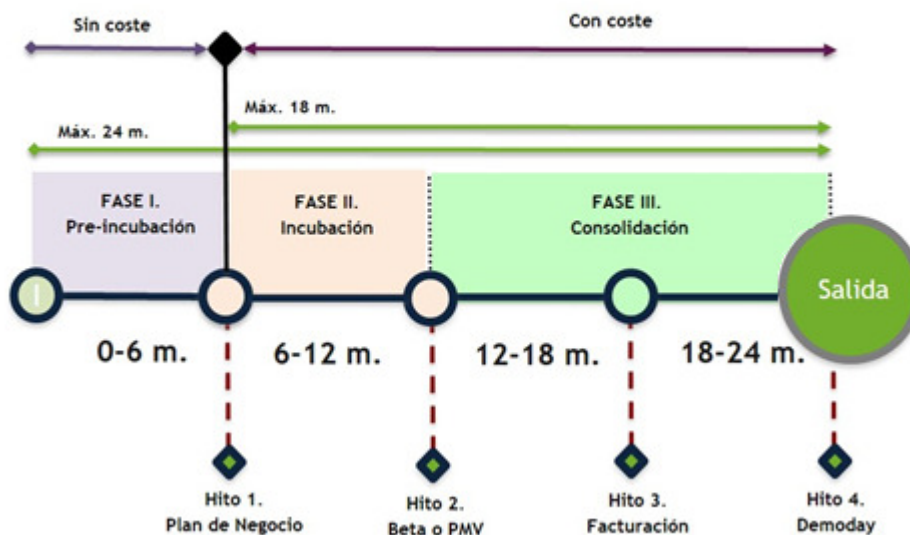 Sin coste
Con coste
Máx. 18 m.
Máx. 24 m.
FASE I.
Pre-incubación
FASE II.
Incubación
FASE III.
Consolidación
I
Salida
0-6 m.
6-12 m.
12-18 m.
18-24 m.
Hito 1.
Plan de Negocio
Hito 2.
Beta o PMV
Hito 3.
Facturación
Hito 4.
Demoday